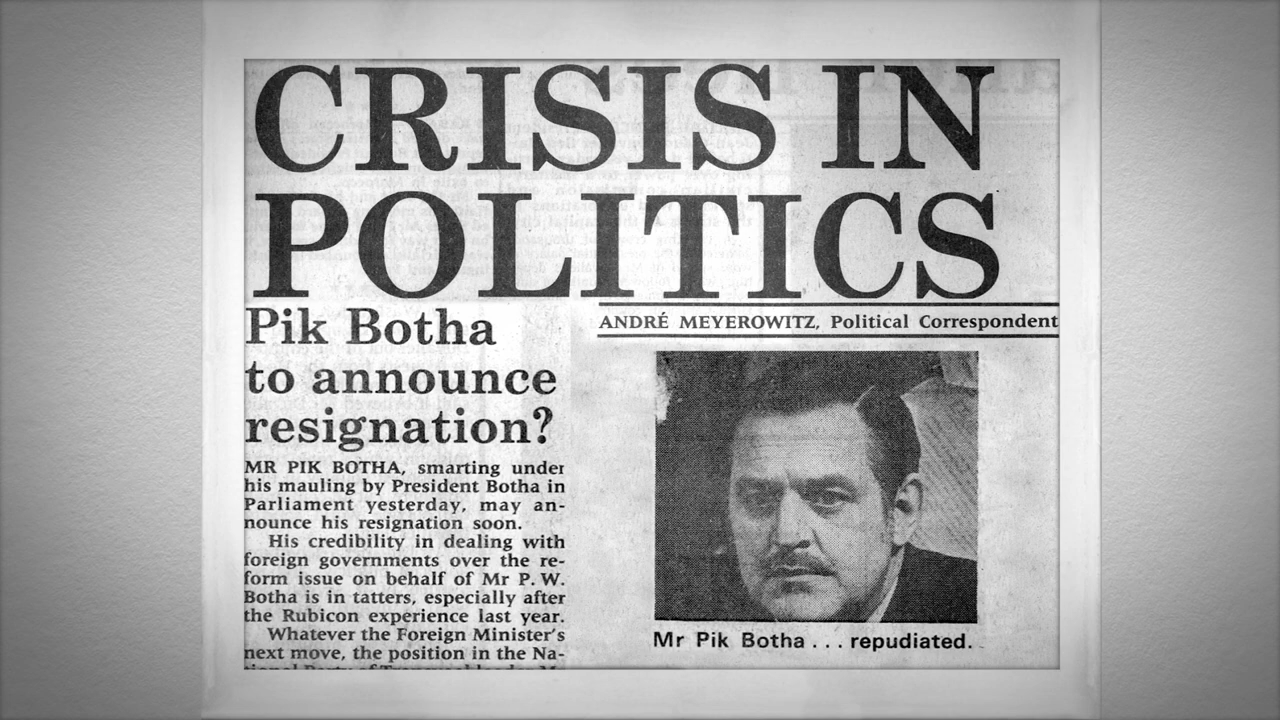 CRISIS IN
POLITICS
Pik Botha
to announce
resignation?
ANDRÉ MEYEROWITZ, Political Correspondent
MR PIK BOTHA, smarting under
his mauling by President Botha in
Parliament yesterday, may an-
nounce his resignation soon.
His credibility in dealing with
foreign governments over the re-
form issue on behalf of Mr P. W.
Botha is in tatters, especially after
the Rubicon experience last year.
Whatever the Foreign Minister's
next move, the position in the Na-
Mr Pik Botha . . . repudiated.